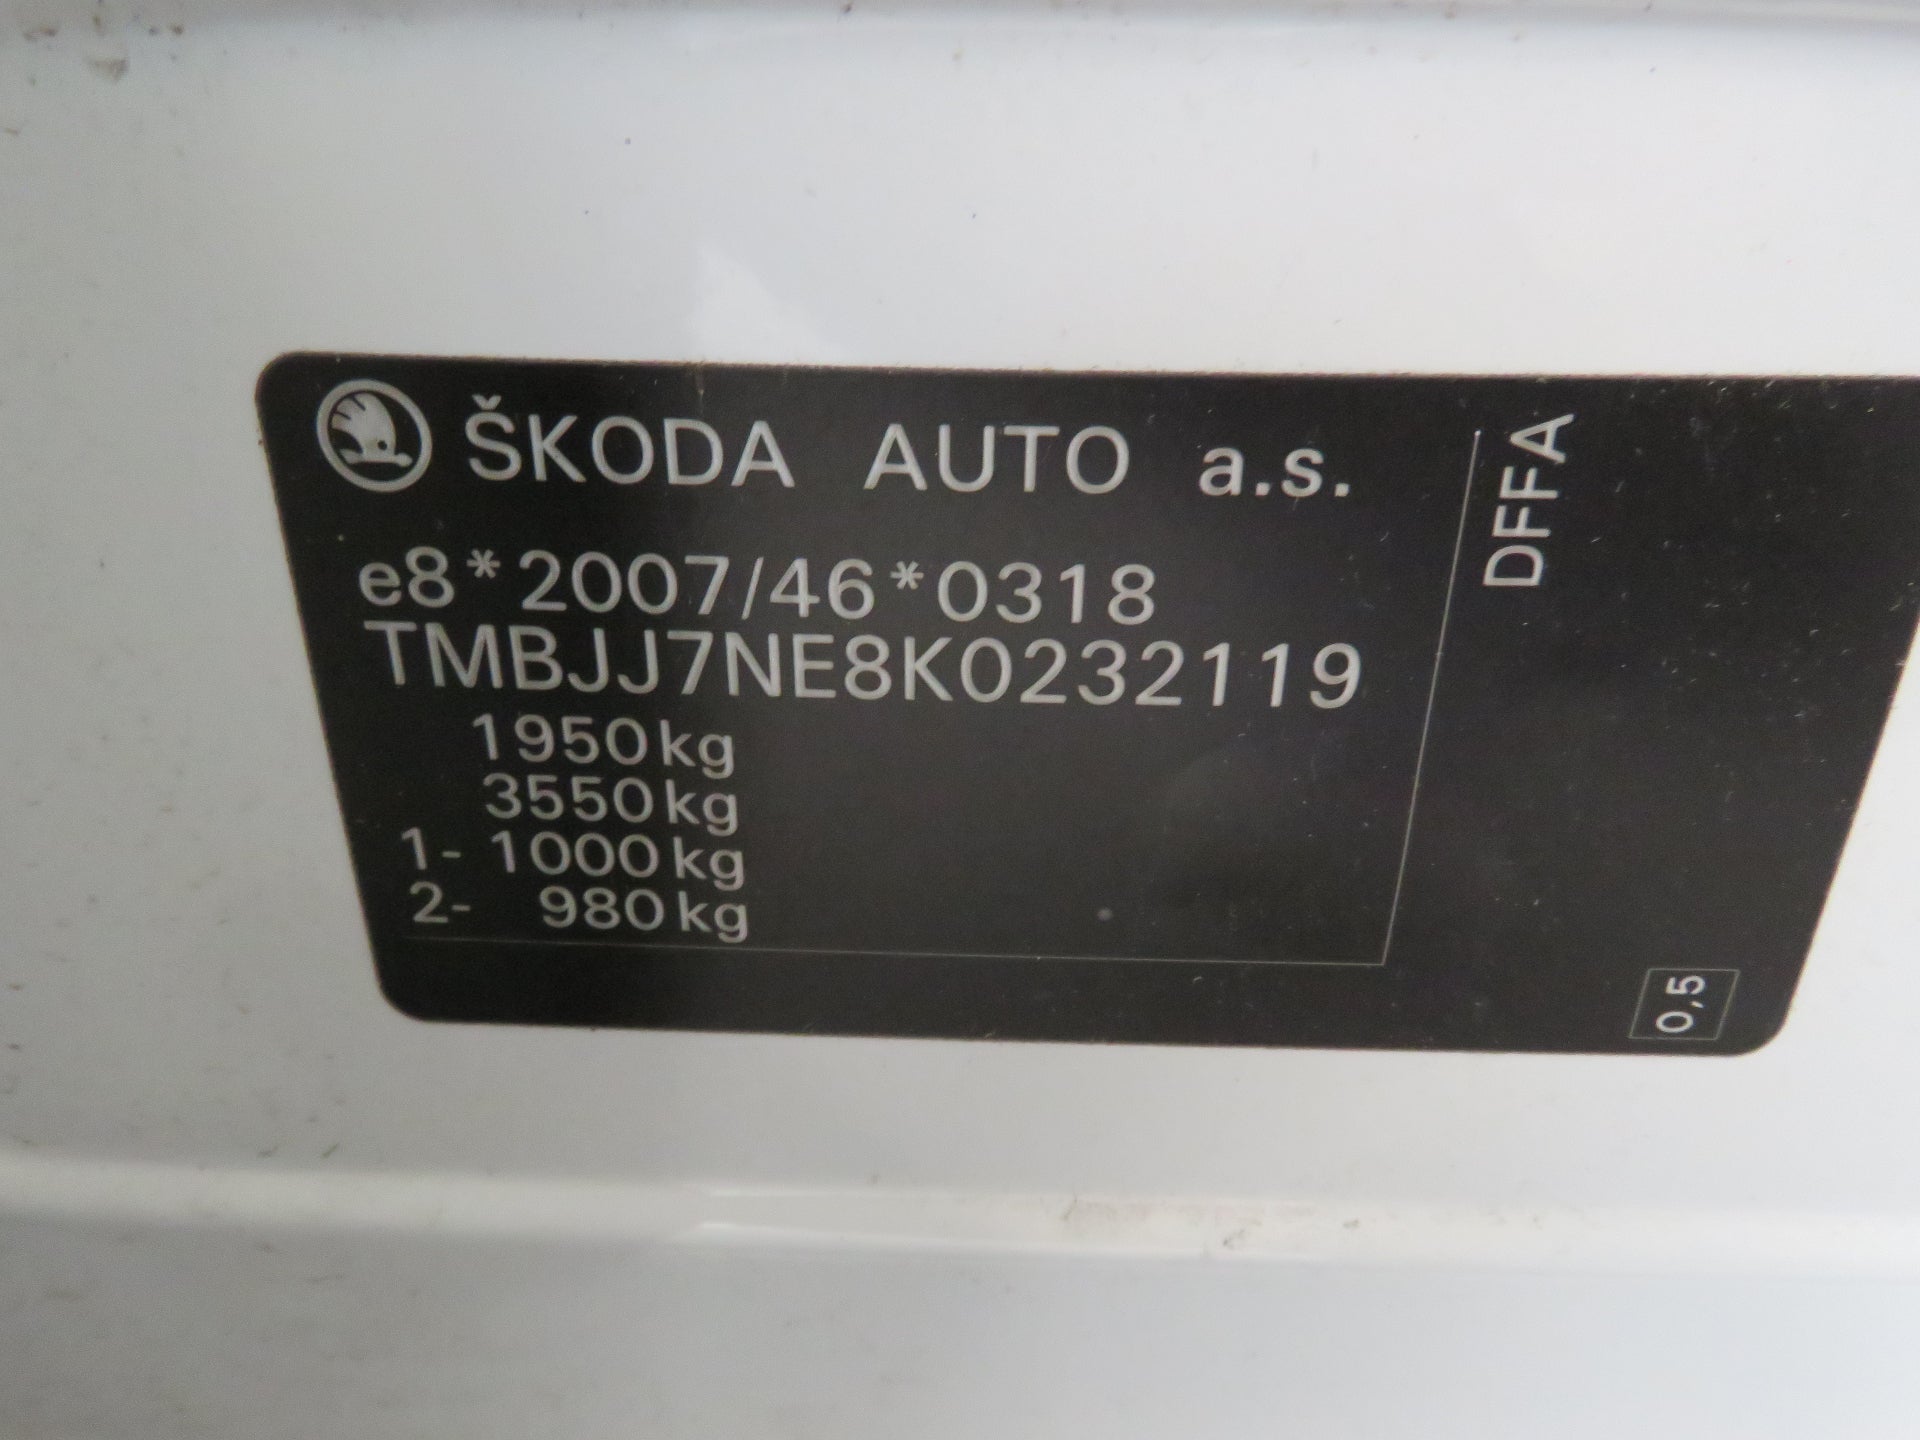 ŠKODA AUTO a.s.
e8*2007/46*0318
TMBJJ7NE8K0232119
1950kg
3550kg
1- 1000kg
2- 980kg
DFFA
0,5